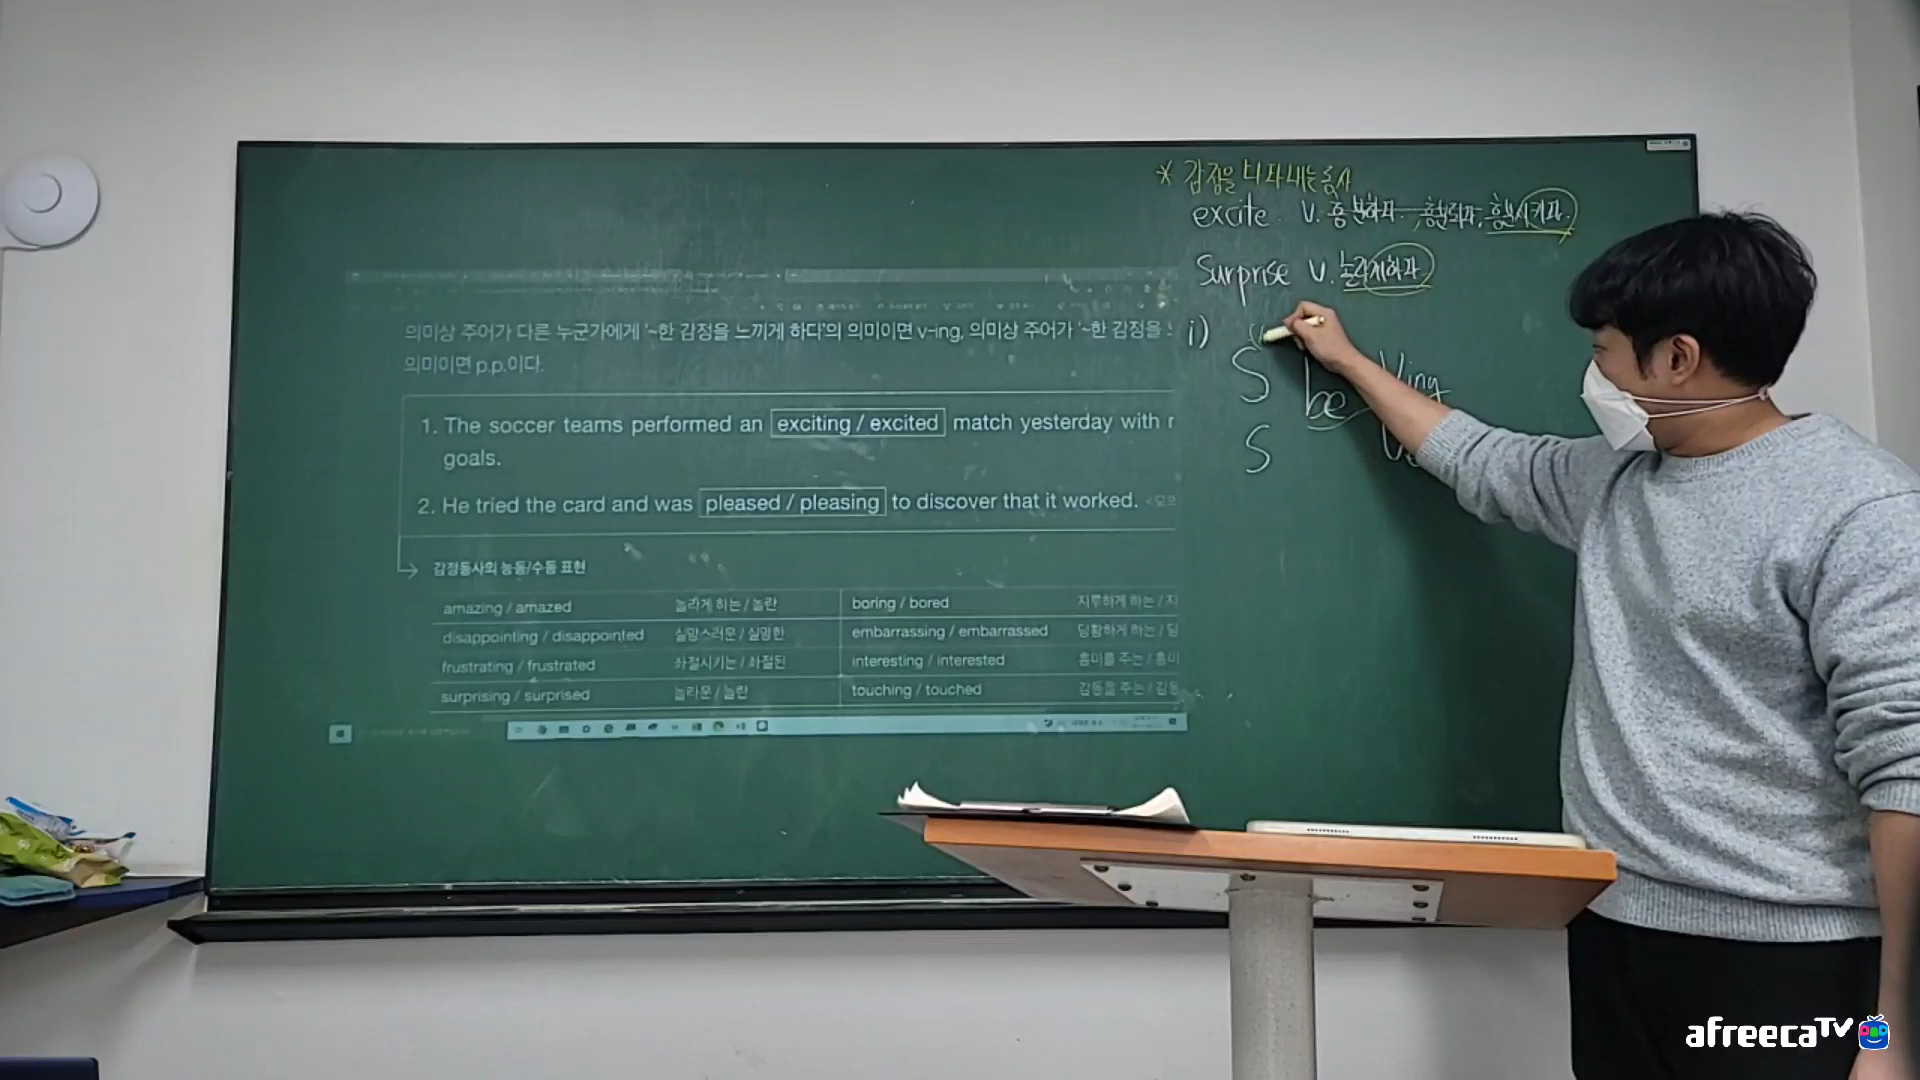 * 감정을 나타내는 동사
excite. v. 흥분하다, 흥분되다, 흥분시키다.
Surprise v. 놀라게하다
i)
S be Ving
S
의미상 주어가 다른 누군가에게 '~한 감정을 느끼게 하다'의 의미이면 v-ing, 의미상 주어가 '~한 감정을
의미이면 p.p.이다.
1. The soccer teams performed an exciting / excited match yesterday with
goals.
2. He tried the card and was pleased / pleasing to discover that it worked.
감정동사의 능동/수동 표현
amazing / amazed 놀라게 하는 / 놀란 boring / bored 지루하게 하는 /
disappointing / disappointed 실망스러운 / 실망한 embarrassing / embarrassed 당황하게 하는 /
frustrating / frustrated 좌절시키는 / 좌절된 interesting / interested 흥미를 주는 /
surprising / surprised 놀라운 / 놀란 touching / touched 감동을 주는 /
afreecaTV